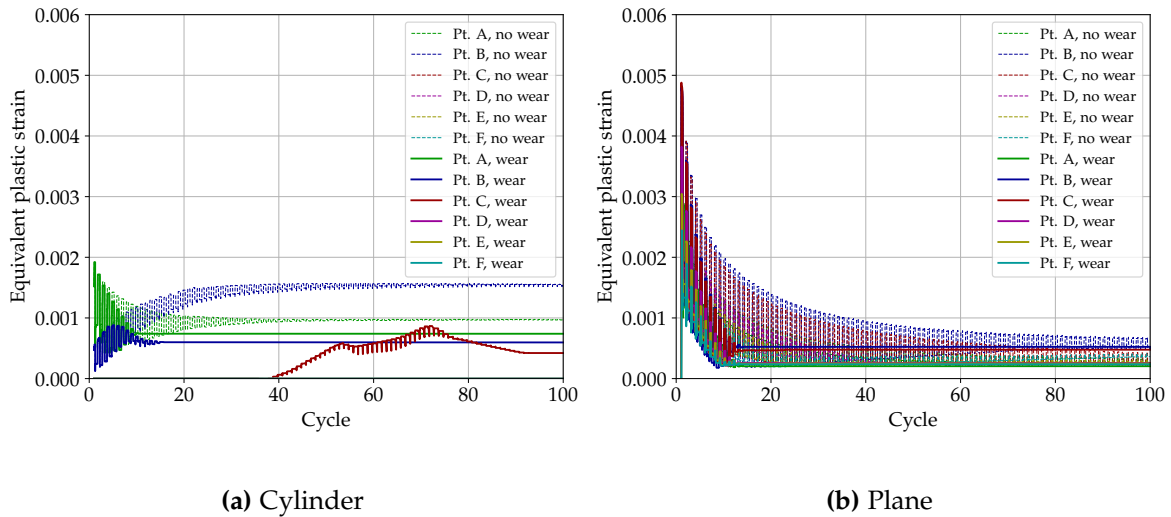 0.006
0.005
0.004
0.003
0.002
0.001
0.000
Equivalent plastic strain
0 20 40 60 80 100
Cycle
Pt. A, no wear
Pt. B, no wear
Pt. C, no wear
Pt. D, no wear
Pt. E, no wear
Pt. F, no wear
Pt. A, wear
Pt. B, wear
Pt. C, wear
Pt. D, wear
Pt. E, wear
Pt. F, wear
(a) Cylinder
0.006
0.005
0.004
0.003
0.002
0.001
0.000
Equivalent plastic strain
0 20 40 60 80 100
Cycle
Pt. A, no wear
Pt. B, no wear
Pt. C, no wear
Pt. D, no wear
Pt. E, no wear
Pt. F, no wear
Pt. A, wear
Pt. B, wear
Pt. C, wear
Pt. D, wear
Pt. E, wear
Pt. F, wear
(b) Plane